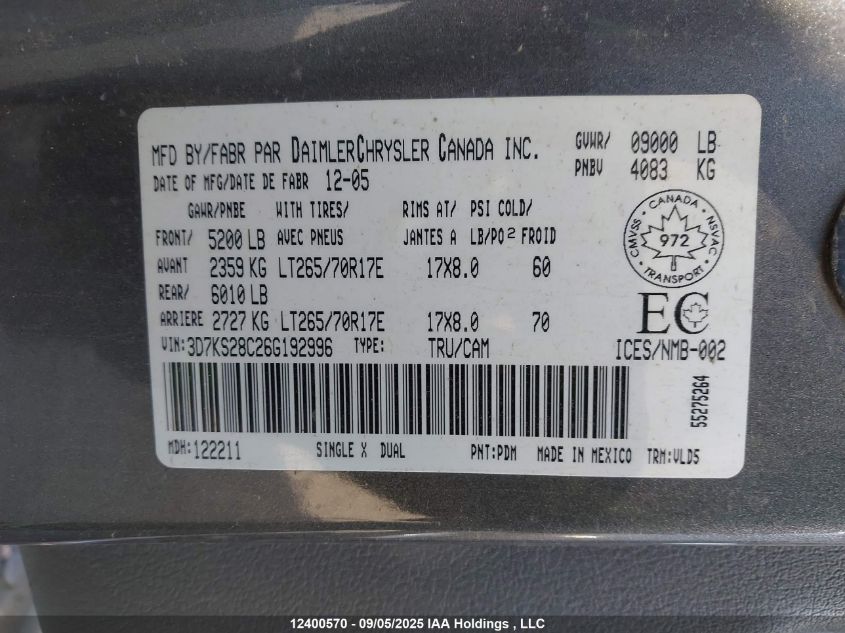 MFD BY/FABR PAR DAIMLERCHRYSLER CANADA INC. GVWR/ 09000 LB
DATE OF MFG/DATE DE FABR 12-05 PNBV 4083 KG
GAWR/PNBE WITH TIRES/ RIMS AT/ PSI COLD/
FRONT/ 5200 LB AVEC PNEUS JANTES A LB/PO2 FROID
AVANT 2359 KG LT265/70R17E 17X8.0 60
REAR/ 6010 LB
ARRIERE 2727 KG LT265/70R17E 17X8.0 70
CANADA
CMVSS 972 NSVAC
TRANSPORT
EC
VIN: 3D7KS28C26G192996 TYPE: TRU/CAM ICES/NMB-002
55275264
MDH: 122211 SINGLE X DUAL PNT: PDM MADE IN MEXICO TRM: VLD5
12400570 - 09/05/2025 IAA Holdings , LLC